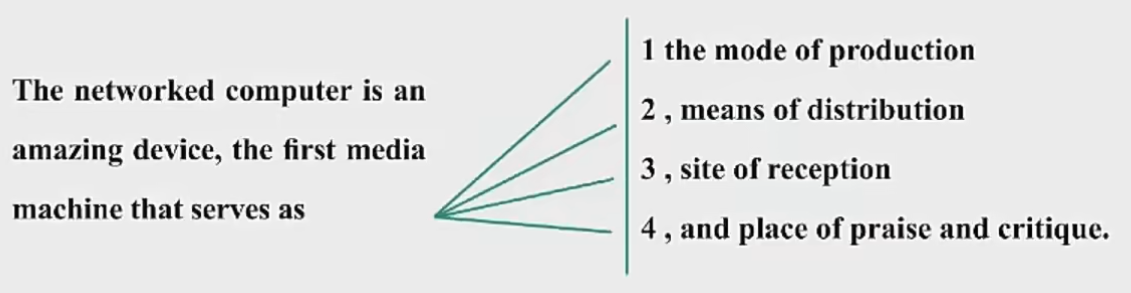 The networked computer is an
amazing device, the first media
machine that serves as
1 the mode of production
2 , means of distribution
3 , site of reception
4 , and place of praise and critique.